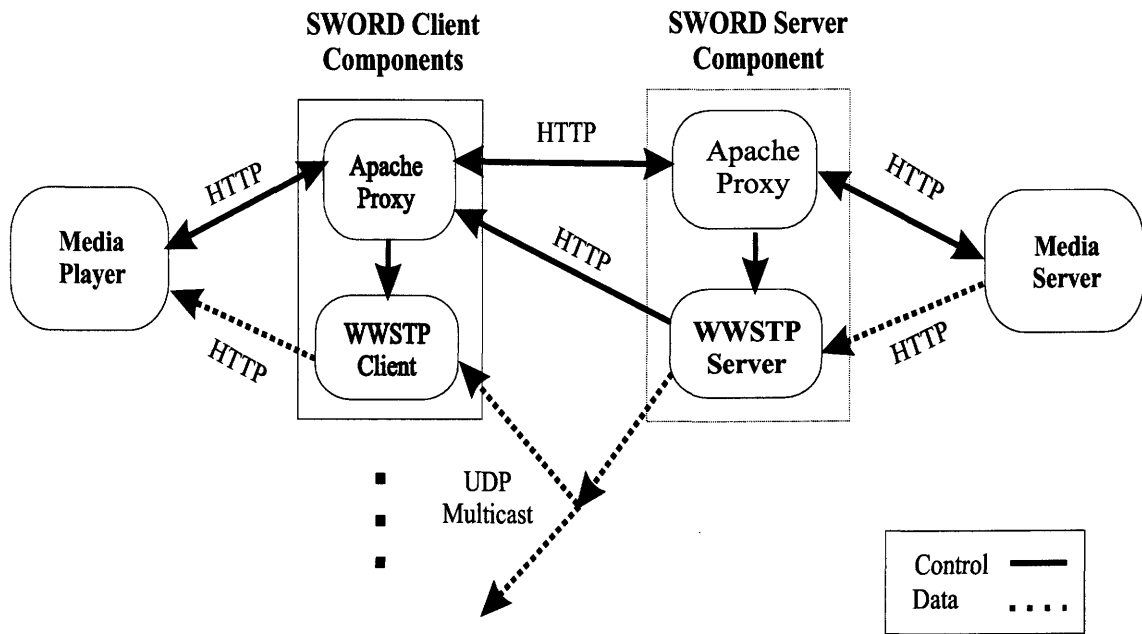 SWORD Client
Components
SWORD Server
Component
HTTP
Apache
Proxy
Apache
Proxy
HTTP
HTTP
Media
Player
HTTP
Media
Server
WWSTP
Client
WWSTP
Server
HTTP
HTTP
UDP
Multicast
Control
Data